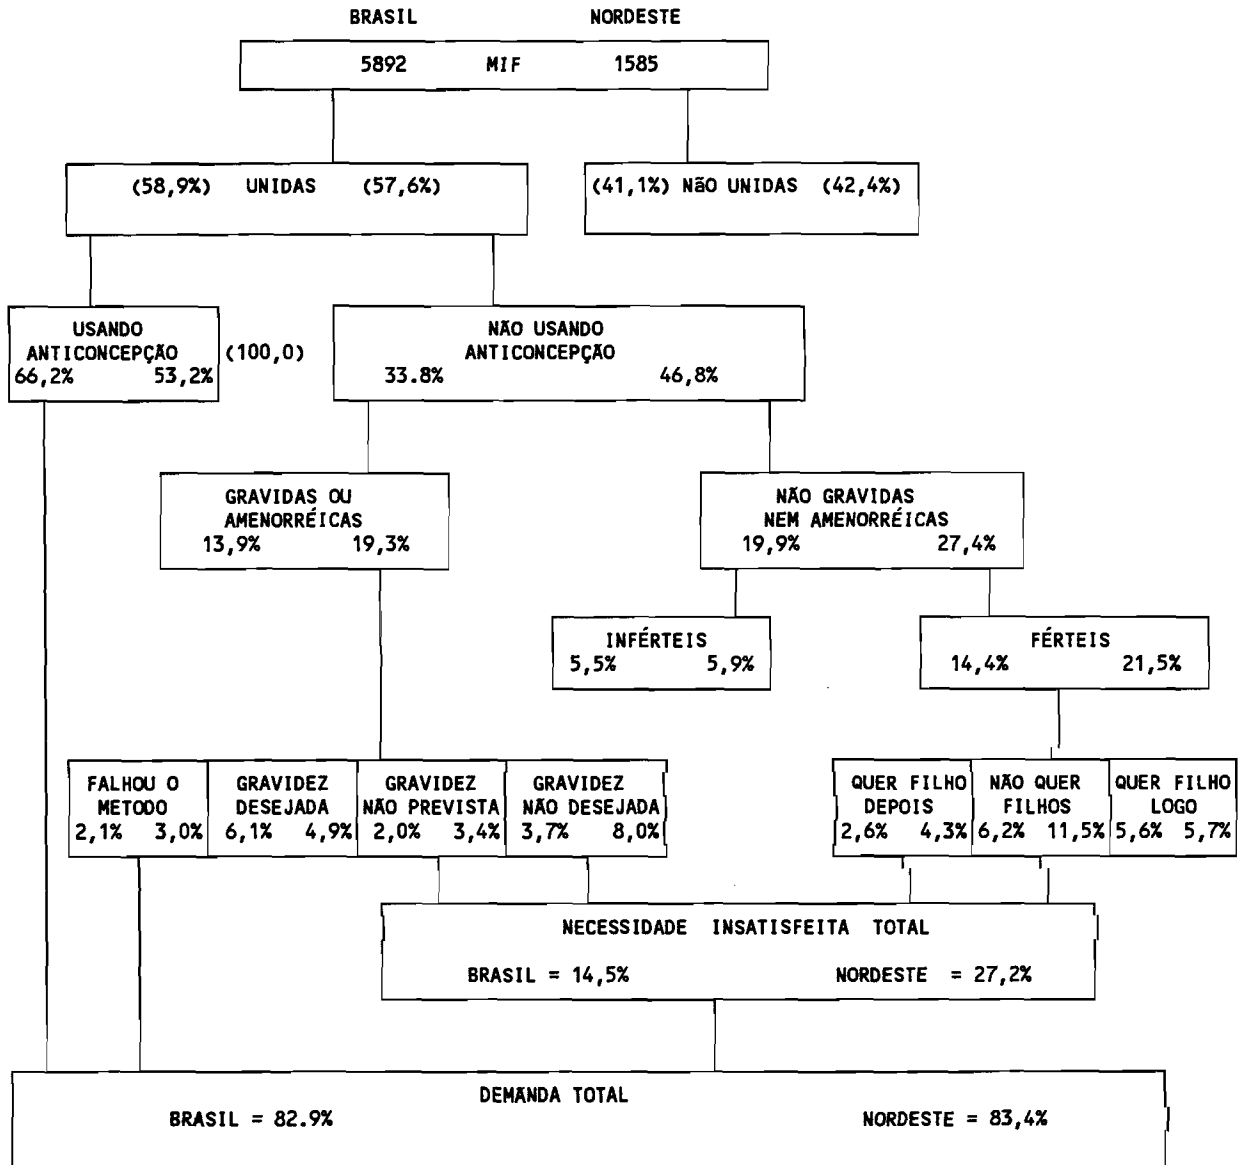 BRASIL NORDESTE
5892 MIF 1585
(58,9%) UNIDAS (57,6%)
(41,1%) Não UNIDAS (42,4%)
USANDO
ANTICONCEPÇÃO
66,2% 53,2%
(100,0)
NÃO USANDO
ANTICONCEPÇÃO
33.8% 46,8%
GRAVIDAS OU
AMENORRÉICAS
13,9% 19,3%
NÃO GRAVIDAS
NEM AMENORRÉICAS
19,9% 27,4%
INFÉRTEIS
5,5% 5,9%
FÉRTEIS
14,4% 21,5%
FALHOU O
METODO
2,1% 3,0%
GRAVIDEZ
DESEJADA
6,1% 4,9%
GRAVIDEZ
NÃO PREVISTA
2,0% 3,4%
GRAVIDEZ
NÃO DESEJADA
3,7% 8,0%
QUER FILHO
DEPOIS
2,6% 4,3%
NÃO QUER
FILHOS
6,2% 11,5%
QUER FILHO
LOGO
5,6% 5,7%
NECESSIDADE INSATISFEITA TOTAL
BRASIL = 14,5% NORDESTE = 27,2%
DEMANDA TOTAL
BRASIL = 82.9% NORDESTE = 83,4%